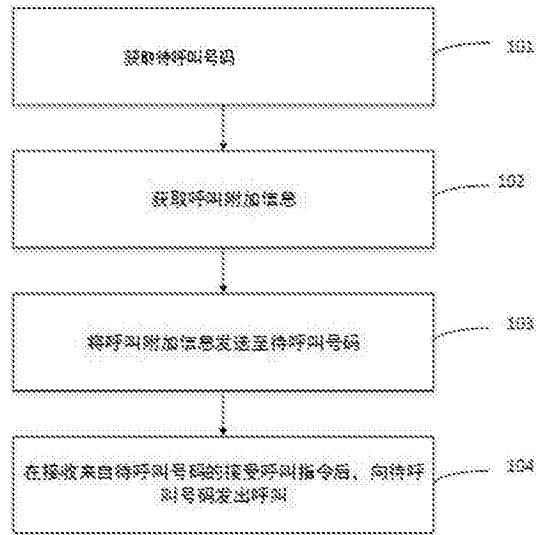 获取待呼叫号码
101
获取呼叫附加信息
102
将呼叫附加信息发送至待呼叫号码
103
在接收来自待呼叫号码的接受呼叫指令后，向待呼
叫号码发出呼叫
104